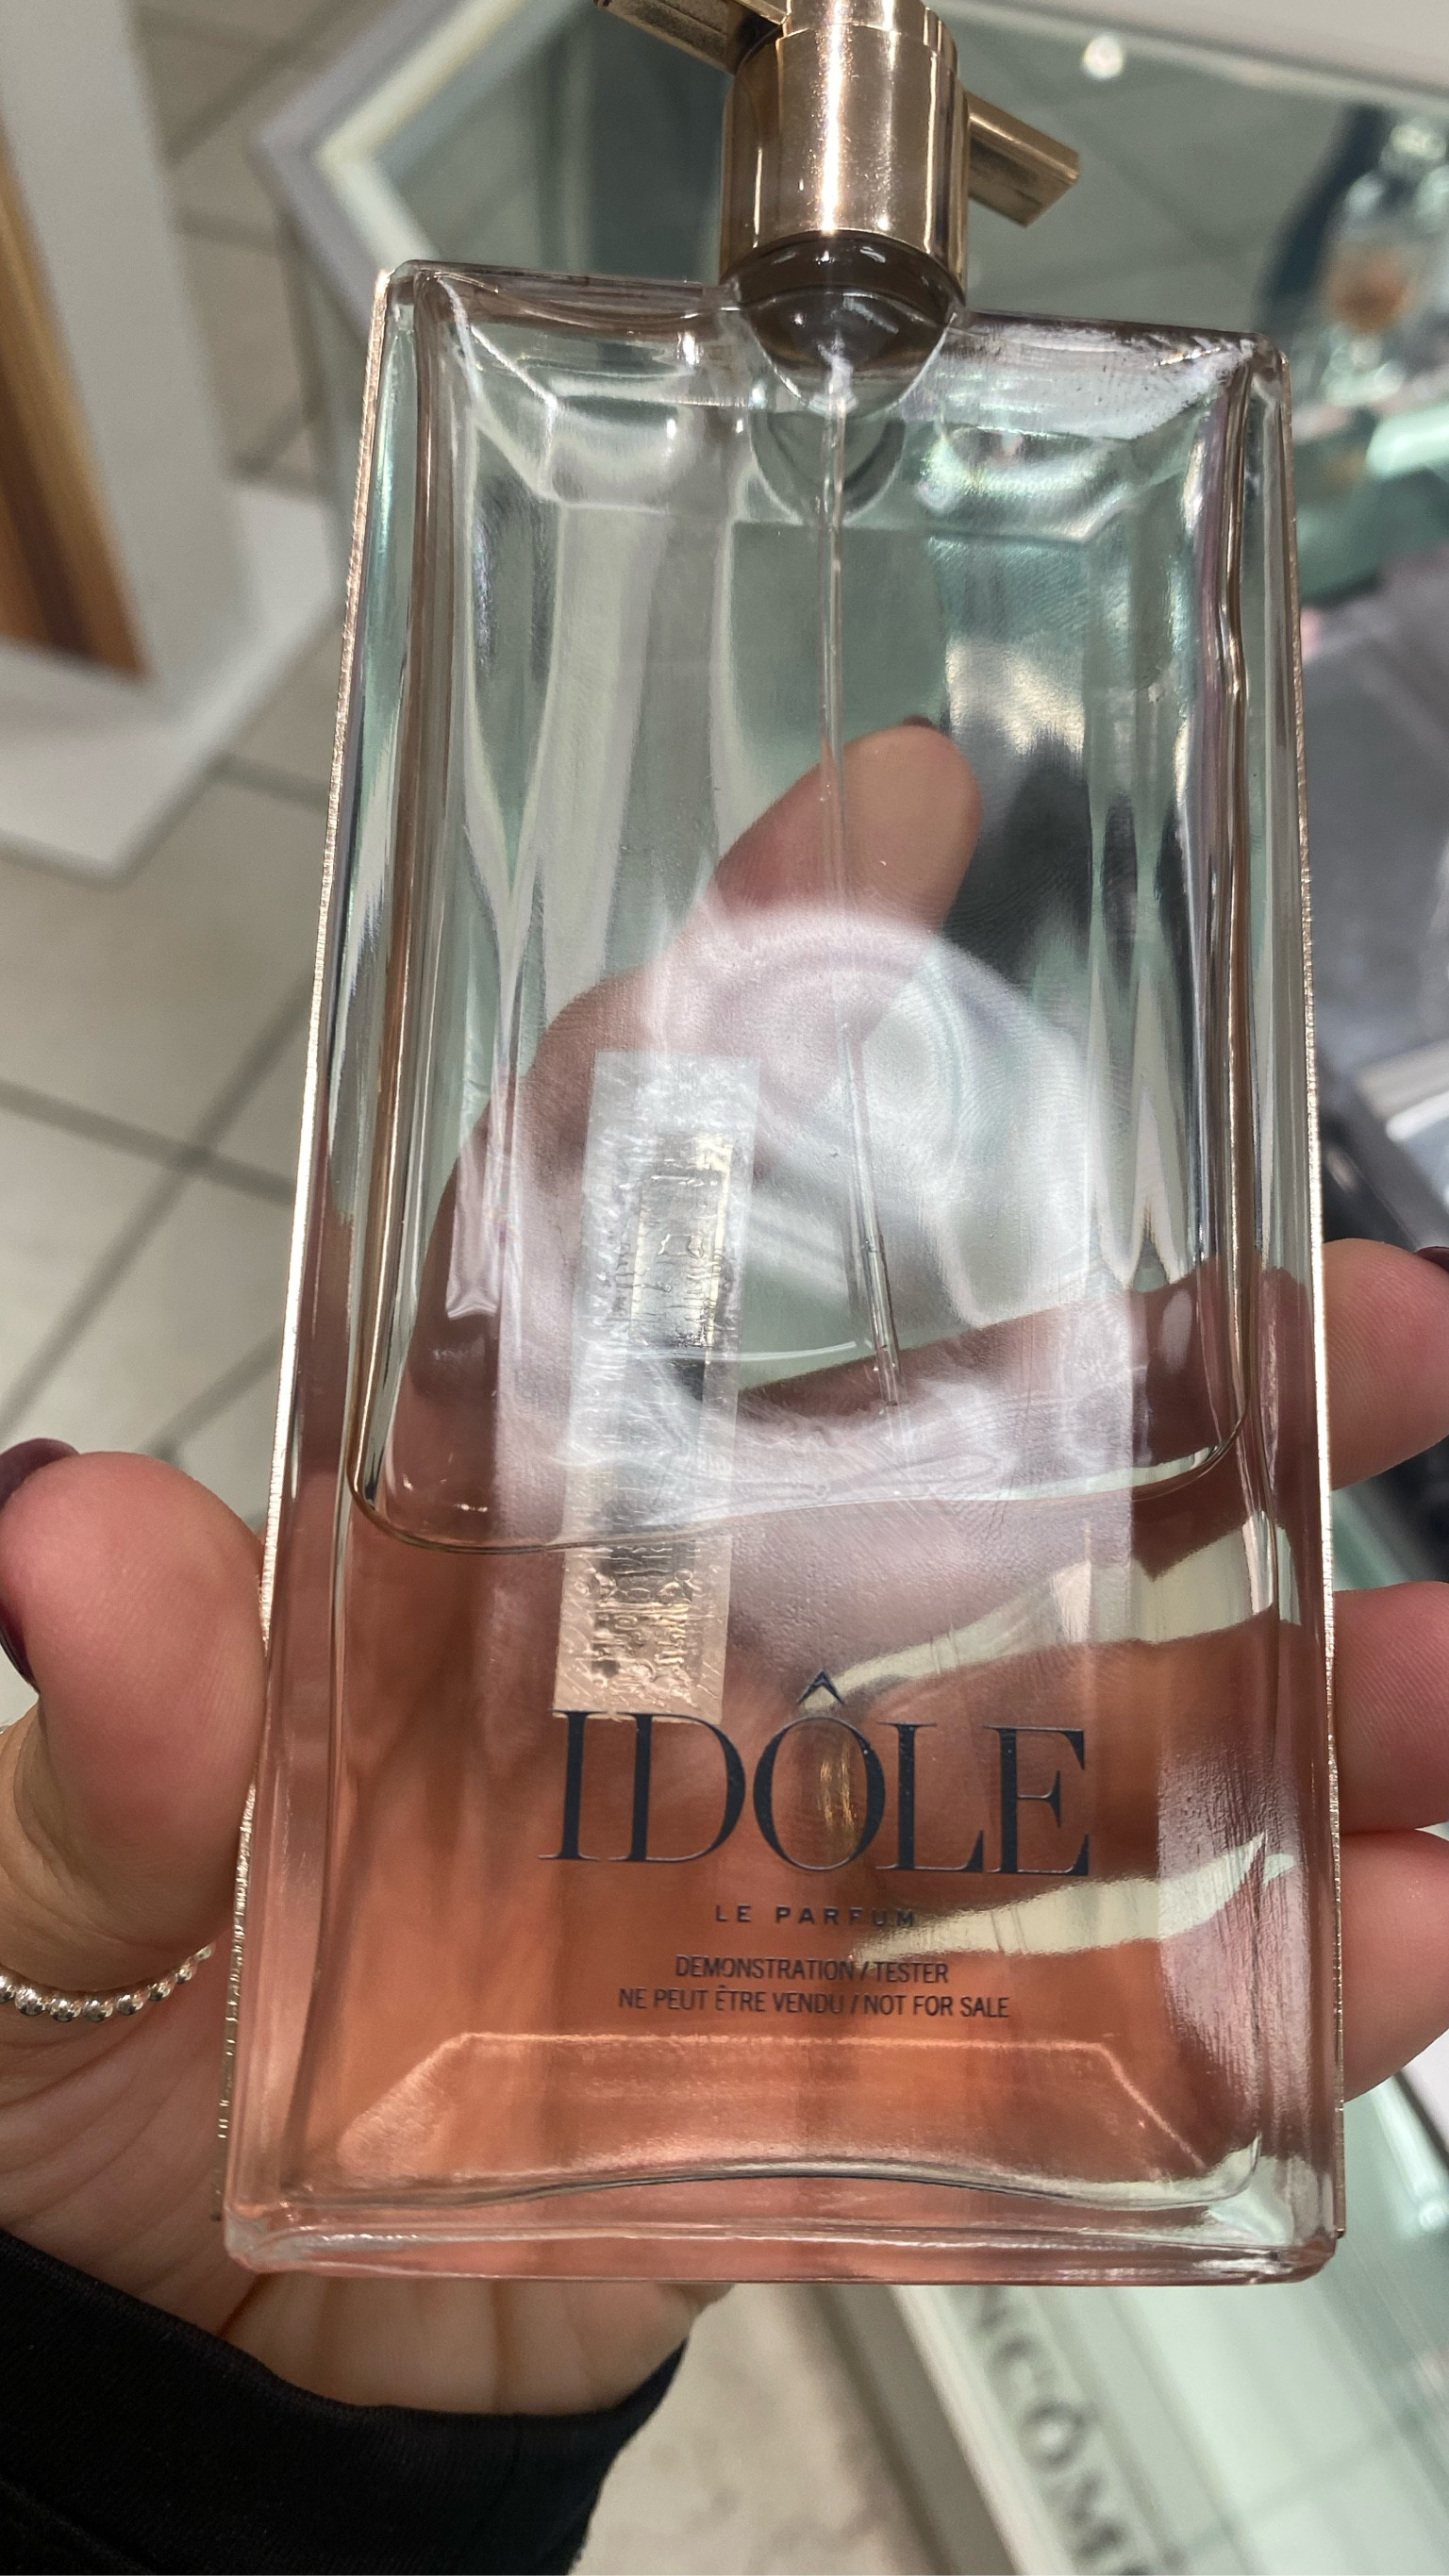 IDÔLE
LE PARFUM
DEMONSTRATION / TESTER
NE PEUT ÊTRE VENDU / NOT FOR SALE